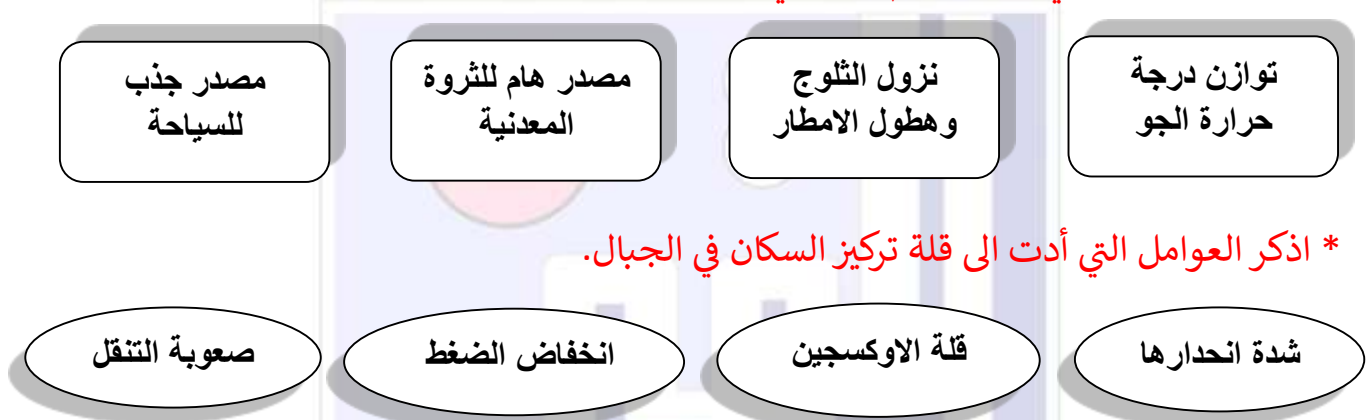 توازن درجة
حرارة الجو
نزول الثلوج
وهطول الامطار
مصدر هام للثروة
المعدنية
مصدر جذب
للسياحة
* اذكر العوامل التي أدت الى قلة تركيز السكان في الجبال.
شدة انحدارها
قلة الاوكسجين
انخفاض الضغط
صعوبة التنقل